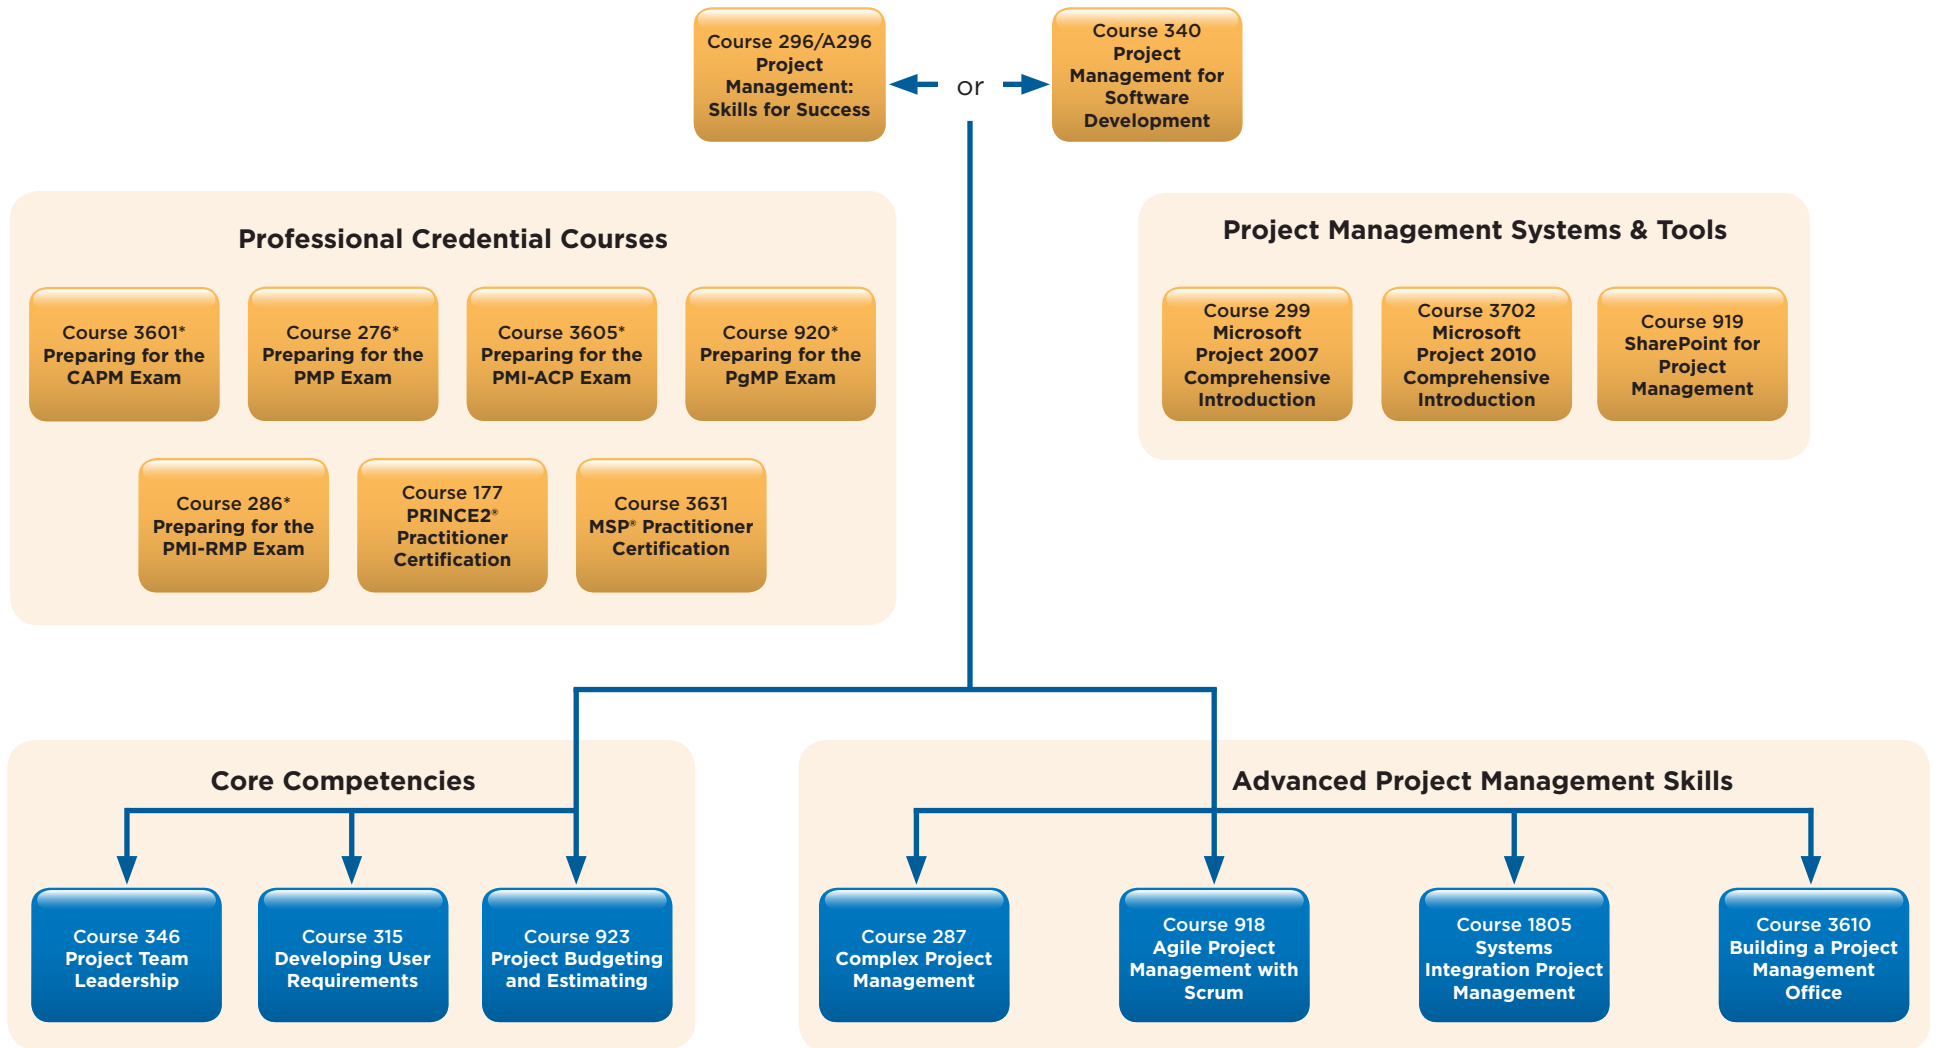 Course 296/A296
Project
Management:
Skills for Success
or
Course 340
Project
Management for
Software
Development
Professional Credential Courses
Course 3601*
Preparing for the
CAPM Exam
Course 276*
Preparing for the
PMP Exam
Course 3605*
Preparing for the
PMI-ACP Exam
Course 920*
Preparing for the
PgMP Exam
Course 286*
Preparing for the
PMI-RMP Exam
Course 177
PRINCE2®
Practitioner
Certification
Course 3631
MSP® Practitioner
Certification
Project Management Systems & Tools
Course 299
Microsoft
Project 2007
Comprehensive
Introduction
Course 3702
Microsoft
Project 2010
Comprehensive
Introduction
Course 919
SharePoint for
Project
Management
Core Competencies
Course 346
Project Team
Leadership
Course 315
Developing User
Requirements
Course 923
Project Budgeting
and Estimating
Advanced Project Management Skills
Course 287
Complex Project
Management
Course 918
Agile Project
Management with
Scrum
Course 1805
Systems
Integration Project
Management
Course 3610
Building a Project
Management
Office